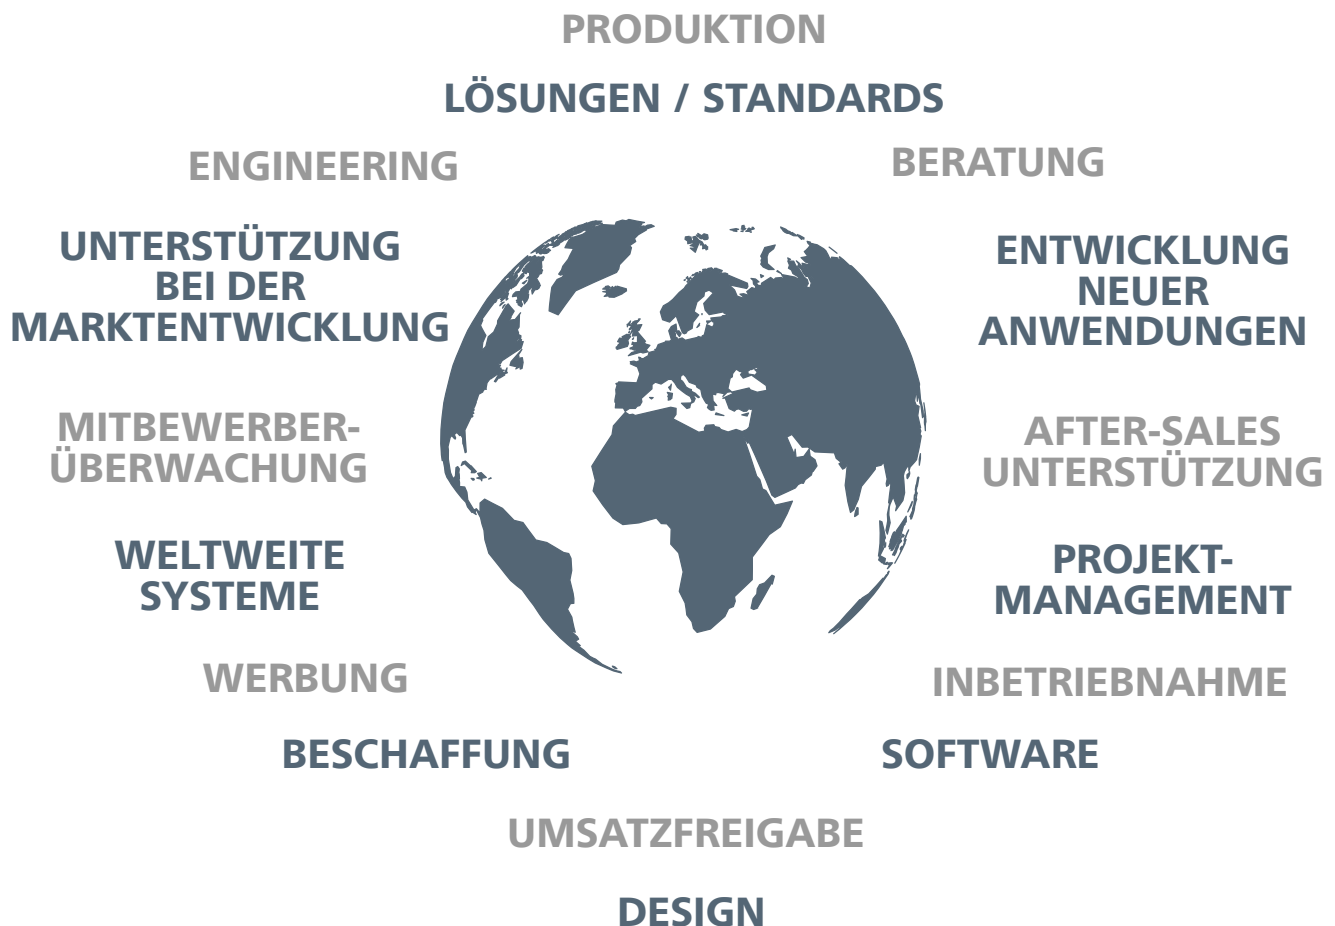 PRODUKTION
LÖSUNGEN / STANDARDS
ENGINEERING
BERATUNG
UNTERSTÜTZUNG
BEI DER
MARKTENTWICKLUNG
ENTWICKLUNG
NEUER
ANWENDUNGEN
MITBEWERBER-
ÜBERWACHUNG
AFTER-SALES
UNTERSTÜTZUNG
WELTWEITE
SYSTEME
PROJEKT-
MANAGEMENT
WERBUNG
INBETRIEBNAHME
BESCHAFFUNG
SOFTWARE
UMSATZFREIGABE
DESIGN